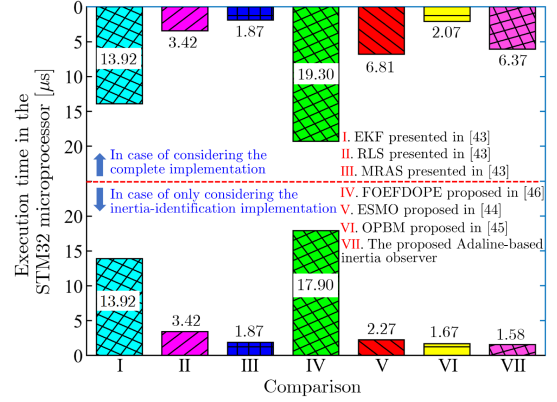 Execution time in the
STM32 microprocessor [μs]
0
5
10
15
20
13.92
3.42
1.87
19.30
6.81
2.07
6.37
I. EKF presented in [43]
II. RLS presented in [43]
III. MRAS presented in [43]
In case of considering the
complete implementation
In case of only considering the
inertia-identification implementation
IV. FOEFDOPE proposed in [46]
V. ESMO proposed in [44]
VI. OPBM proposed in [45]
VII. The proposed Adaline-based
inertia observer
20
15
10
5
0
13.92
3.42
1.87
17.90
2.27
1.67
1.58
I II III IV V VI VII
Comparison